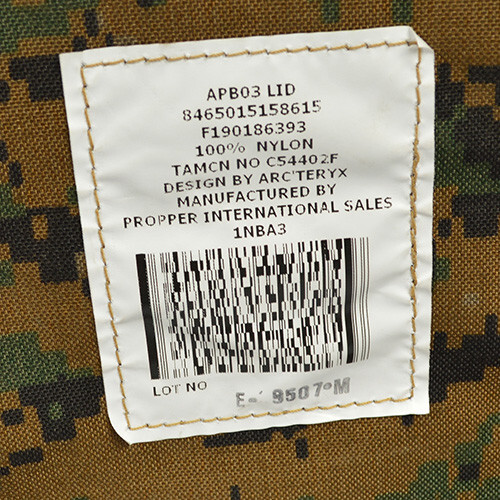 APB03 LID
8465015158615
F190186393
100% NYLON
TAMCN NO C54402F
DESIGN BY ARC'TERYX
MANUFACTURED BY
PROPPER INTERNATIONAL SALES
1NBA3
LOT NO